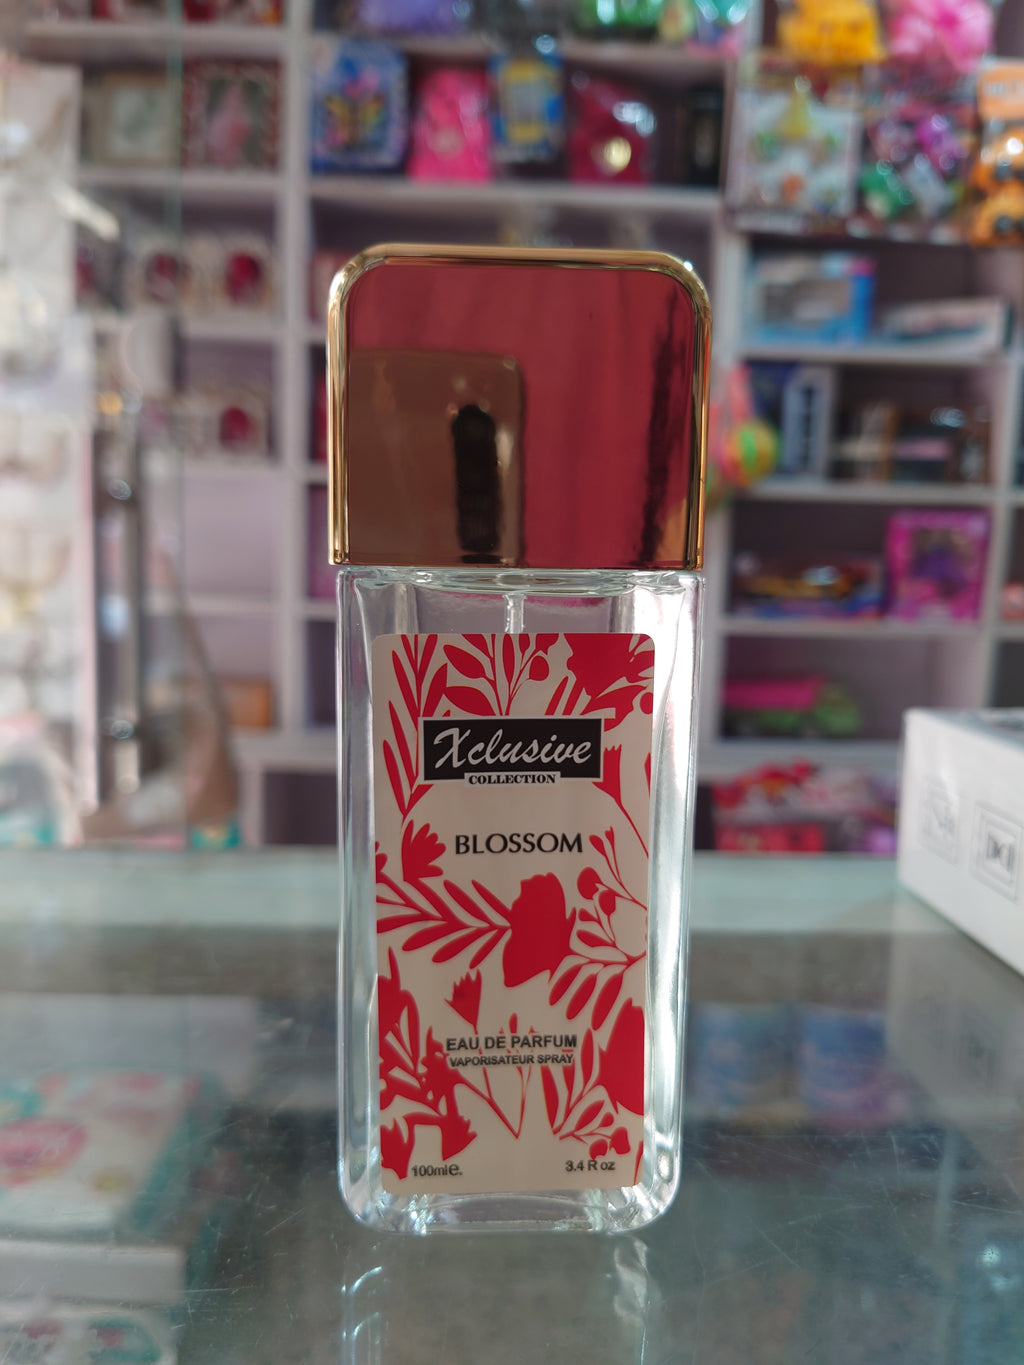 Xclusive
COLLECTION
BLOSSOM
EAU DE PARFUM
VAPORISATEUR SPRAY
100mle.
3.4 R oz